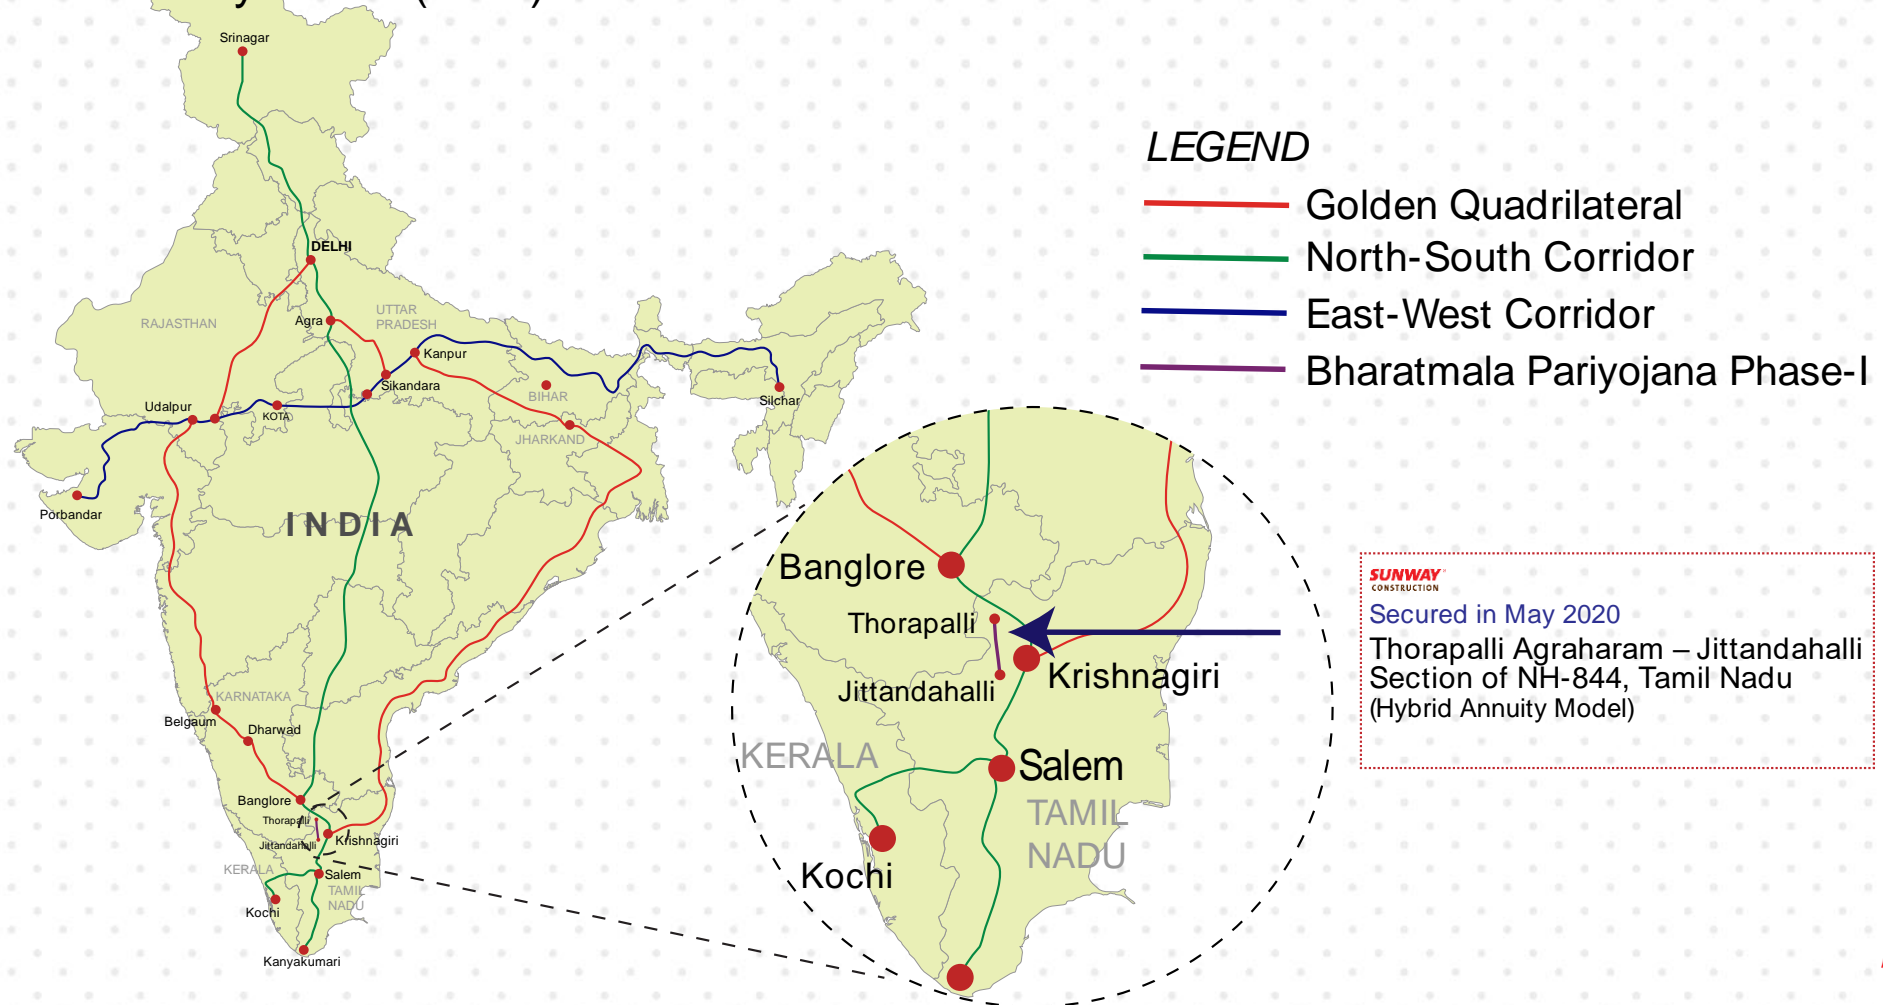 Srinagar
DELHI
RAJASTHAN
UTTAR
PRADESH
Agra
Kanpur
Sikandara
BIHAR
Udalpur
KOTA
JHARKAND
Silchar
Porbandar
INDIA
KARNATAKA
Belgaum
Dharwad
Banglore
Thorapalli
Krishnagiri
Jittandahalli
KERALA
Salem
TAMIL
NADU
Kochi
Kanyakumari
LEGEND
Golden Quadrilateral
North-South Corridor
East-West Corridor
Bharatmala Pariyojana Phase-I
Banglore
Thorapalli
Jittandahalli
Krishnagiri
KERALA
Salem
TAMIL
NADU
Kochi
SUNWAY
CONSTRUCTION
Secured in May 2020
Thorapalli Agraharam – Jittandahalli
Section of NH-844, Tamil Nadu
(Hybrid Annuity Model)